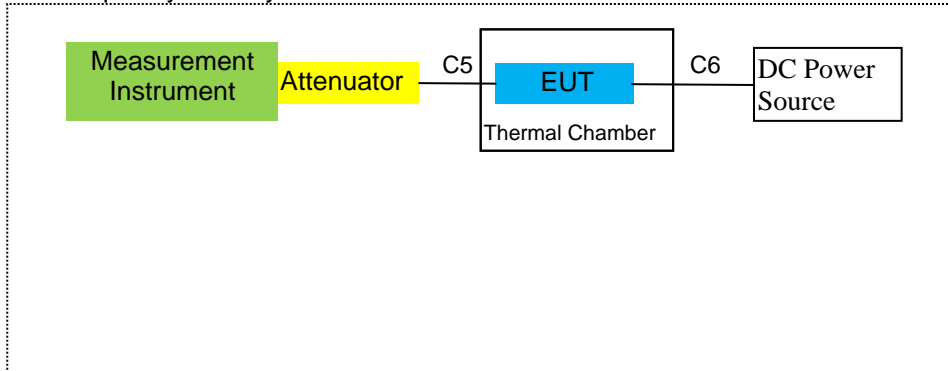 Measurement
Instrument
Attenuator
C5
EUT
Thermal Chamber
C6
DC Power
Source